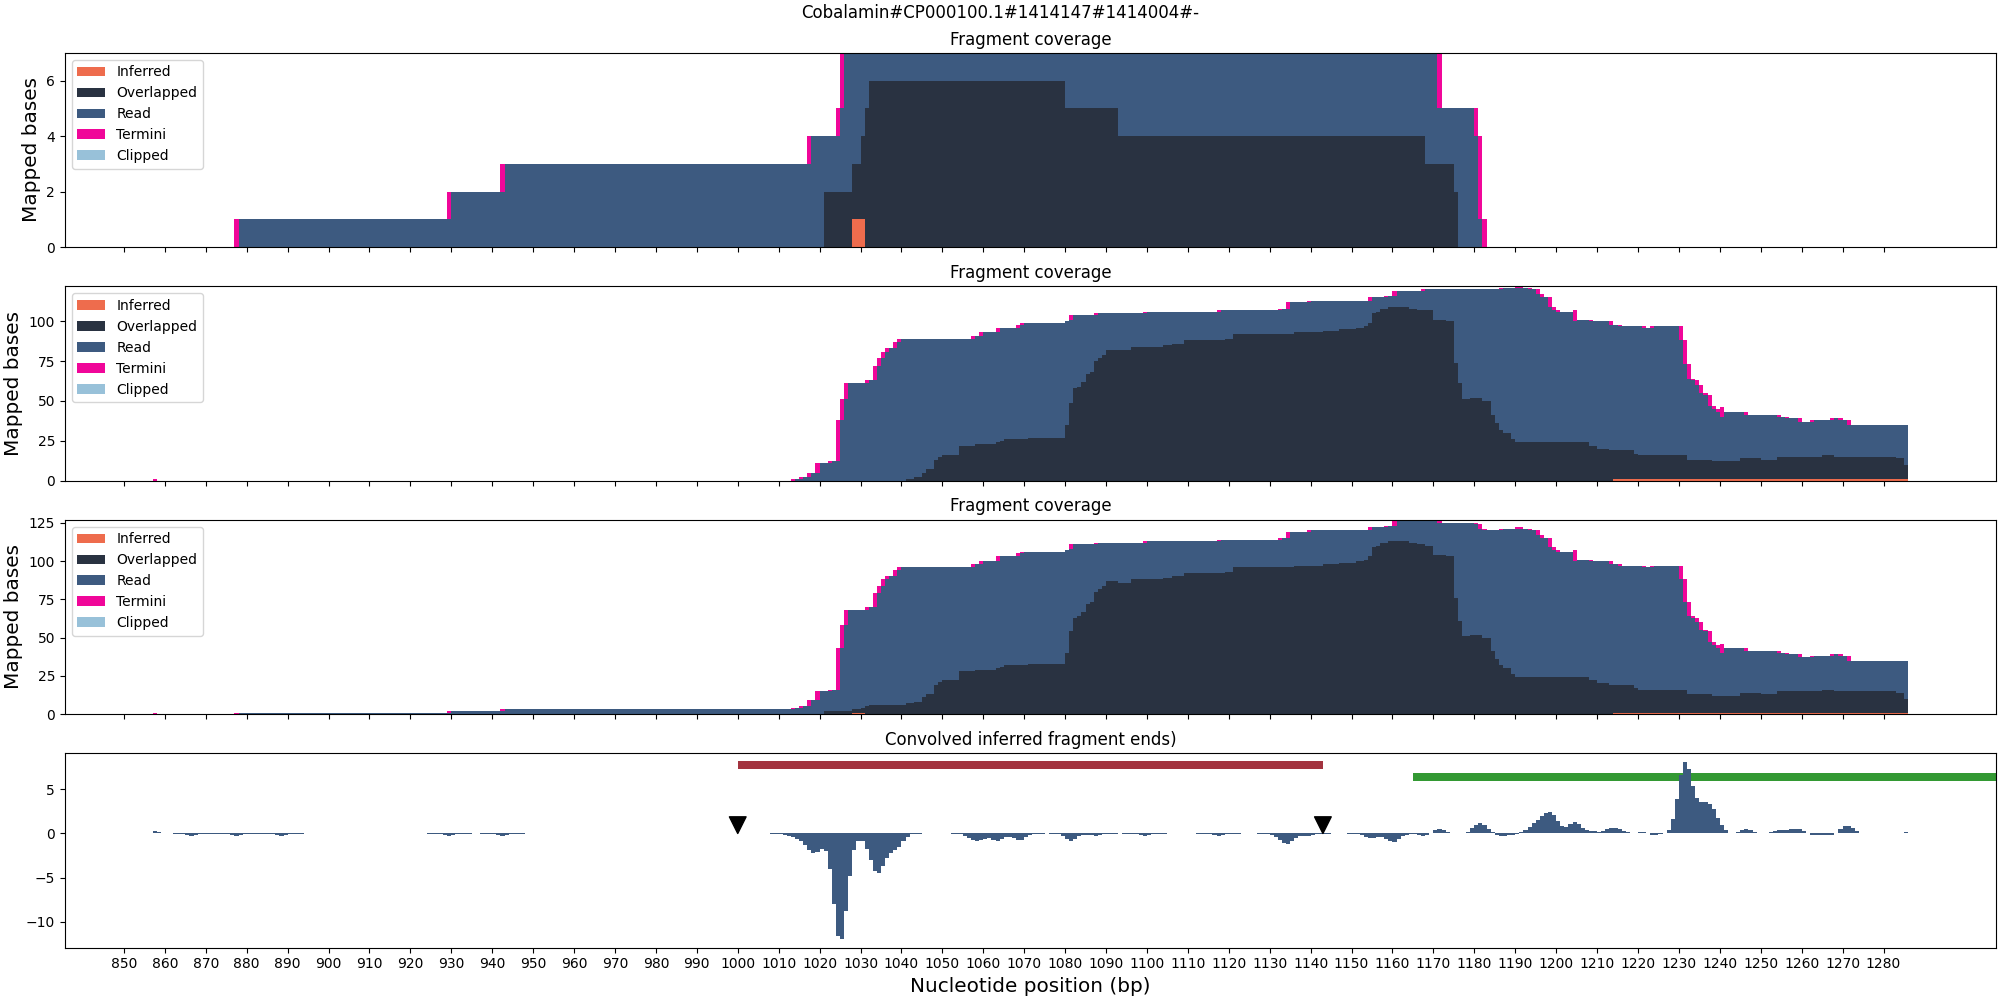 Cobalamin#CP000100.1#1414147#1414004#-
Fragment coverage
Mapped bases
6
4
2
0
Inferred
Overlapped
Read
Termini
Clipped
Fragment coverage
Mapped bases
100
75
50
25
0
Inferred
Overlapped
Read
Termini
Clipped
Fragment coverage
Mapped bases
125
100
75
50
25
0
Inferred
Overlapped
Read
Termini
Clipped
Convolved inferred fragment ends)
5
0
−5
−10
850 860 870 880 890 900 910 920 930 940 950 960 970 980 990 1000 1010 1020 1030 1040 1050 1060 1070 1080 1090 1100 1110 1120 1130 1140 1150 1160 1170 1180 1190 1200 1210 1220 1230 1240 1250 1260 1270 1280
Nucleotide position (bp)